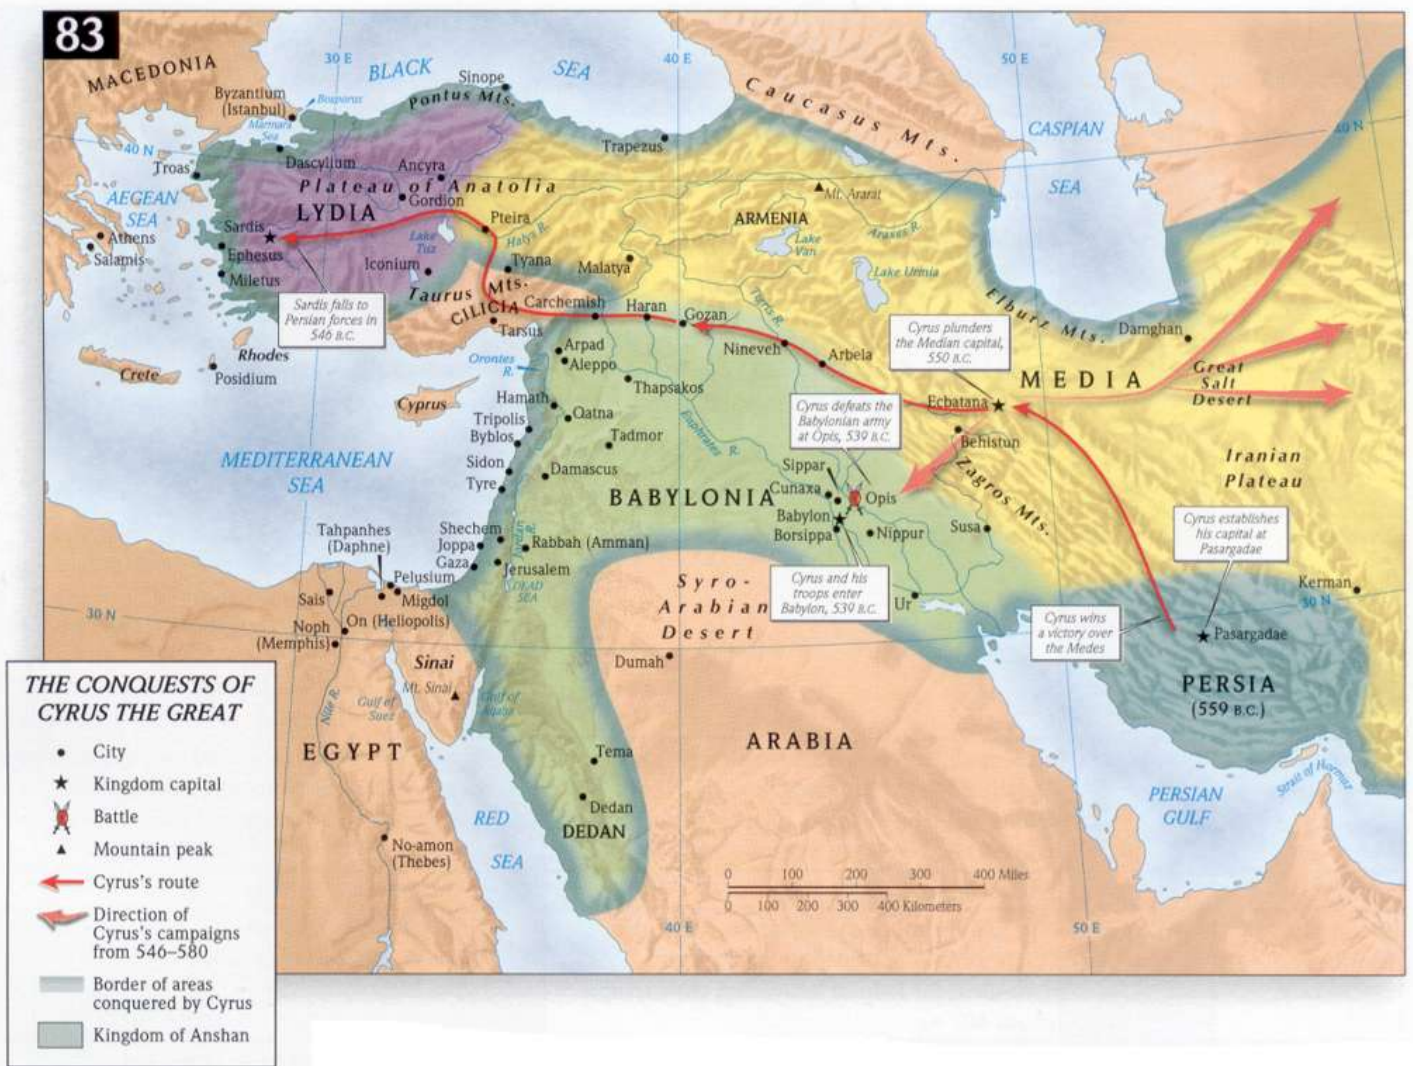 83
MACEDONIA
30 E
BLACK
SEA
40 E
50 E
Sinope
Byzantium
(Istanbul)
Bosporus
Pontus Mts.
Caucasus Mts.
CASPIAN
SEA
40 N
Marmara
Sea
40 N
Trapezus
Troas
Dascylium
Ancyra
Plateau of Anatolia
Mt. Ararat
AEGEAN
SEA
LYDIA
Gordion
ARMENIA
Sardis
Pteira
Araxes R.
Athens
Salamis
Ephesus
Lake
Tuz
Halys R.
Lake
Van
Miletus
Iconium
Tyana
Malatya
Lake Urmia
Taurus Mts.
CILICIA
Carchemish
Haran
Gozan
Tigris R.
Elburz Mts.
Sardis falls to
Persian forces in
546 B.C.
Tarsus
Cyrus plunders
the Median capital,
550 B.C.
Damghan
Rhodes
Arpad
Aleppo
Nineveh
Arbela
Crete
Posidium
Orontes
R.
Thapsakos
MEDIA
Great
Salt
Desert
Cyprus
Hamath
Qatna
Euphrates R.
Cyrus defeats the
Babylonian army
at Opis, 539 B.C.
Ecbatana
Tripolis
Byblos
Tadmor
Behistun
MEDITERRANEAN
SEA
Sidon
Damascus
Sippar
Zagros Mts.
Iranian
Plateau
Tyre
BABYLONIA
Cunaxa
Opis
Babylon
Borsippa
Nippur
Susa
Cyrus establishes
his capital at
Pasargadae
Tahpanhes
(Daphne)
Shechem
Joppa
Gaza
Jordan R.
Rabbah (Amman)
Jerusalem
DEAD
SEA
Pelusium
Migdol
Syro-
Arabian
Desert
Cyrus and his
troops enter
Babylon, 539 B.C.
Ur
Kerman
30 N
30 N
Sais
On (Heliopolis)
Noph
(Memphis)
Cyrus wins
a victory over
the Medes
Pasargadae
Sinai
Mt. Sinai
Dumah
PERSIA
(559 B.C.)
Nile R.
Gulf of
Suez
Gulf of
Aqaba
EGYPT
Tema
ARABIA
Dedan
DEDAN
Strait of Hormuz
PERSIAN
GULF
RED
SEA
No-amon
(Thebes)
0 100 200 300 400 Miles
0 100 200 300 400 Kilometers
40 E
50 E
THE CONQUESTS OF
CYRUS THE GREAT
City
Kingdom capital
Battle
Mountain peak
Cyrus's route
Direction of
Cyrus's campaigns
from 546–580
Border of areas
conquered by Cyrus
Kingdom of Anshan